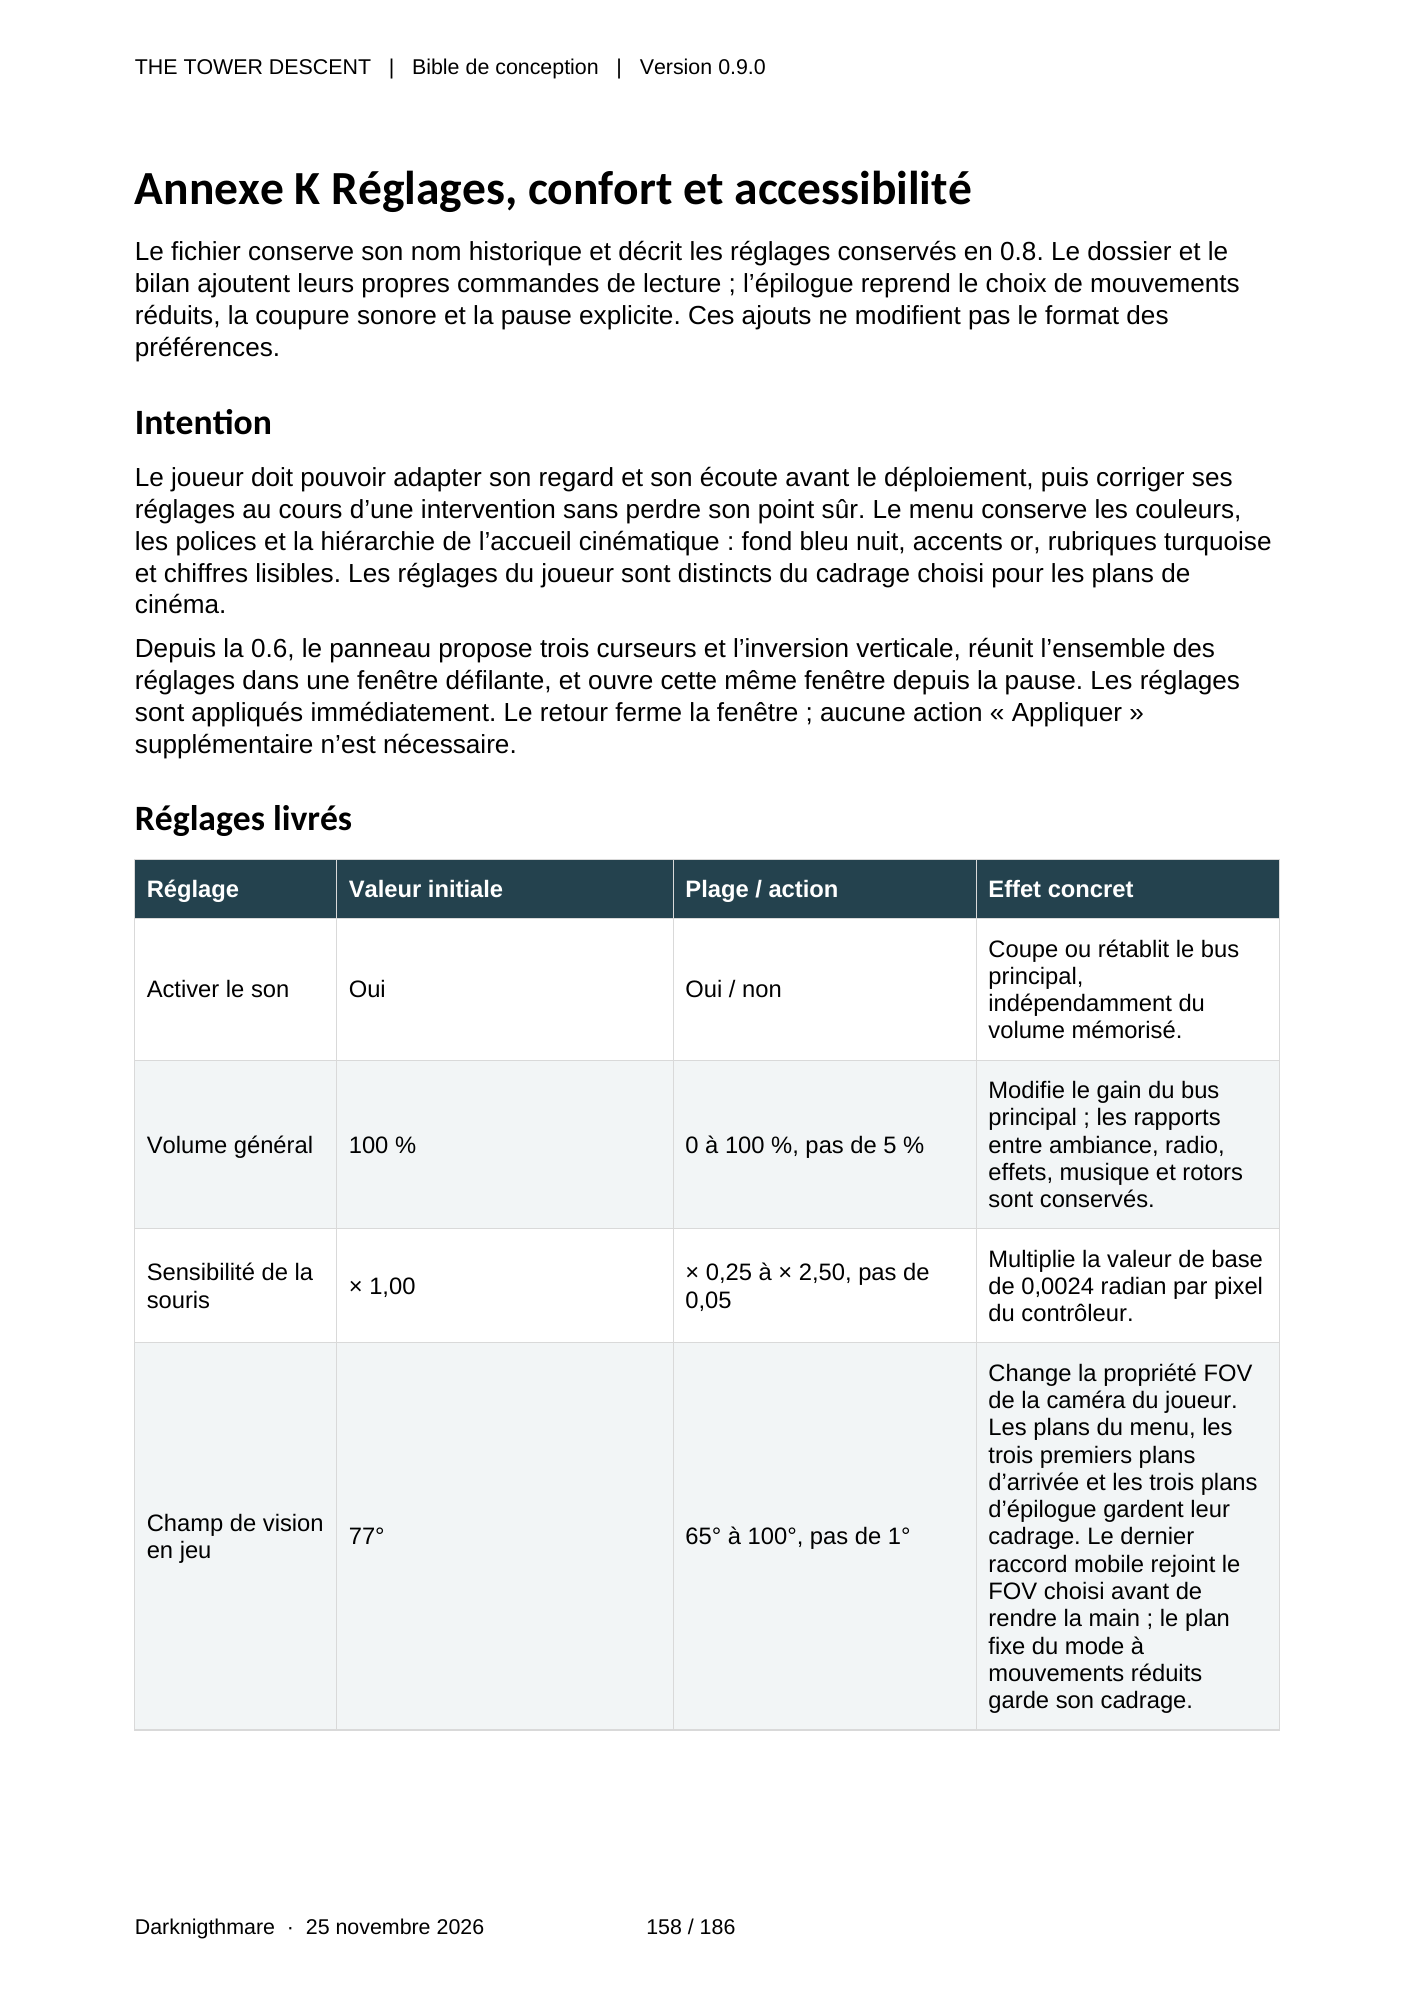 THE TOWER DESCENT | Bible de conception | Version 0.9.0
Annexe K Réglages, confort et accessibilité
Le fichier conserve son nom historique et décrit les réglages conservés en 0.8. Le dossier et le
bilan ajoutent leurs propres commandes de lecture ; l’épilogue reprend le choix de mouvements
réduits, la coupure sonore et la pause explicite. Ces ajouts ne modifient pas le format des
préférences.
Intention
Le joueur doit pouvoir adapter son regard et son écoute avant le déploiement, puis corriger ses
réglages au cours d’une intervention sans perdre son point sûr. Le menu conserve les couleurs,
les polices et la hiérarchie de l’accueil cinématique : fond bleu nuit, accents or, rubriques turquoise
et chiffres lisibles. Les réglages du joueur sont distincts du cadrage choisi pour les plans de
cinéma.
Depuis la 0.6, le panneau propose trois curseurs et l’inversion verticale, réunit l’ensemble des
réglages dans une fenêtre défilante, et ouvre cette même fenêtre depuis la pause. Les réglages
sont appliqués immédiatement. Le retour ferme la fenêtre ; aucune action « Appliquer »
supplémentaire n’est nécessaire.
Réglages livrés
Réglage
Valeur initiale
Plage / action
Effet concret
Activer le son
Oui
Oui / non
Coupe ou rétablit le bus
principal,
indépendamment du
volume mémorisé.
Volume général
100 %
0 à 100 %, pas de 5 %
Modifie le gain du bus
principal ; les rapports
entre ambiance, radio,
effets, musique et rotors
sont conservés.
Sensibilité de la
souris
× 1,00
× 0,25 à × 2,50, pas de
0,05
Multiplie la valeur de base
de 0,0024 radian par pixel
du contrôleur.
Champ de vision
en jeu
77°
65° à 100°, pas de 1°
Change la propriété FOV
de la caméra du joueur.
Les plans du menu, les
trois premiers plans
d’arrivée et les trois plans
d’épilogue gardent leur
cadrage. Le dernier
raccord mobile rejoint le
FOV choisi avant de
rendre la main ; le plan
fixe du mode à
mouvements réduits
garde son cadrage.
Darknigthmare · 25 novembre 2026
158 / 186